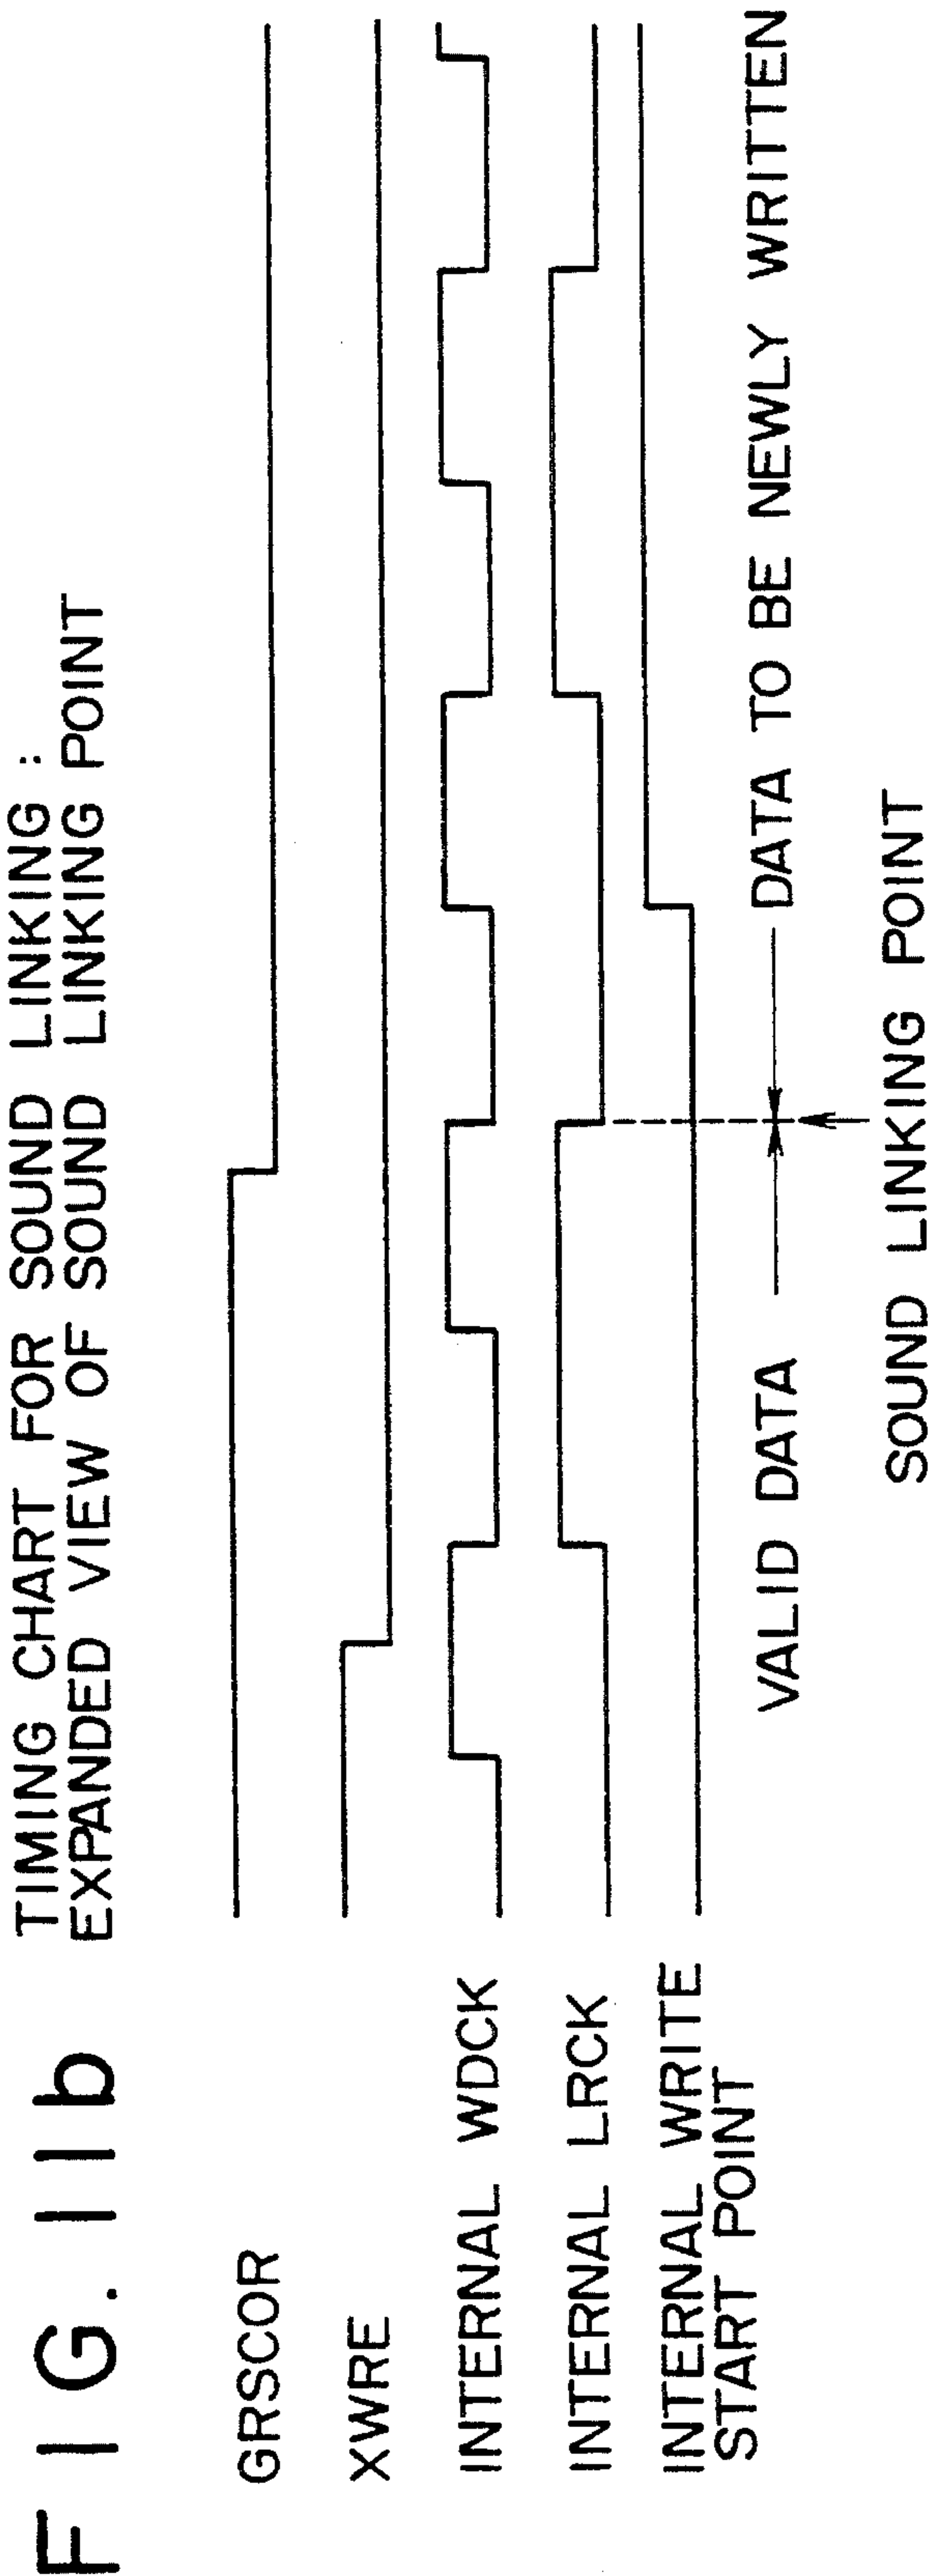 FIG. 11b
TIMING CHART FOR SOUND LINKING :
EXPANDED VIEW OF SOUND LINKING POINT
GRSCOR
XWRE
INTERNAL WDCK
INTERNAL LRCK
INTERNAL WRITE
START POINT
VALID DATA
DATA TO BE NEWLY WRITTEN
SOUND LINKING POINT